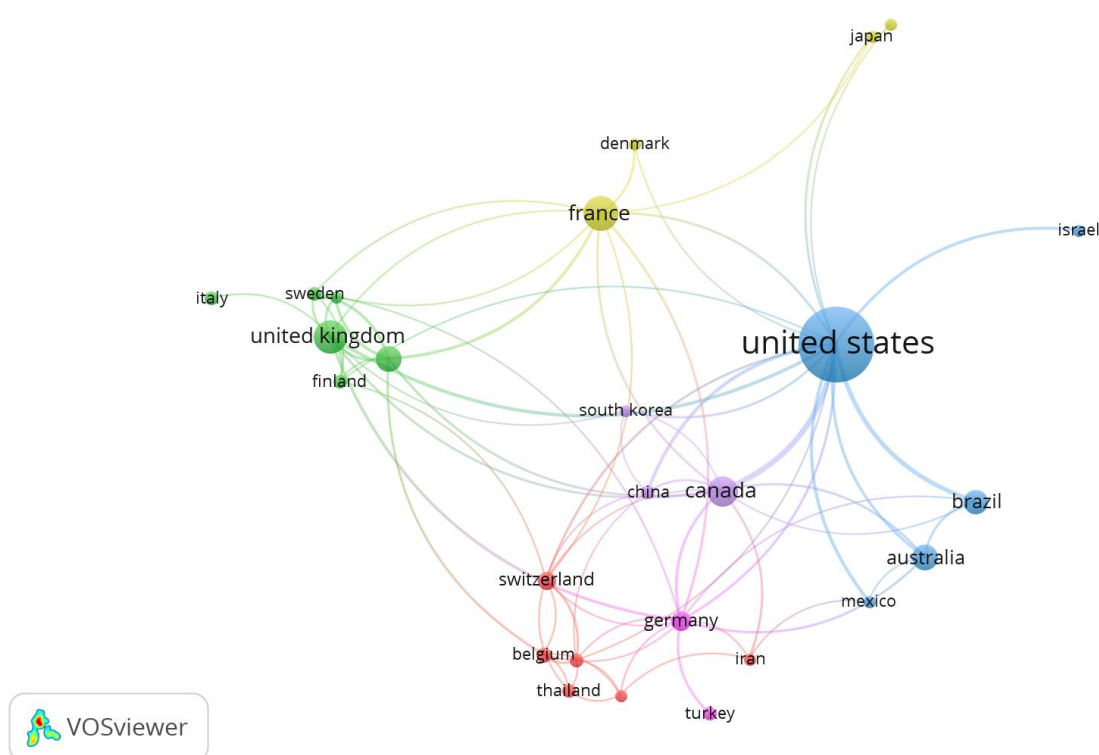 japan
denmark
france
israel
italy
sweden
united kingdom
united states
finland
south korea
china
canada
brazil
australia
switzerland
mexico
germany
belgium
iran
thailand
turkey
VOSviewer